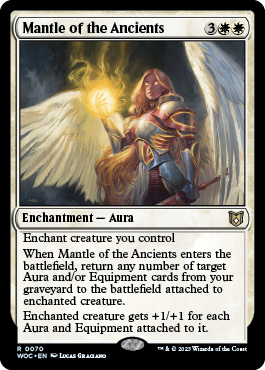 Mantle of the Ancients 3
Enchantment — Aura
Enchant creature you control
When Mantle of the Ancients enters the
battlefield, return any number of target
Aura and/or Equipment cards from your
graveyard to the battlefield attached to
enchanted creature.
Enchanted creature gets +1/+1 for each
Aura and Equipment attached to it.
R 0070
WOC • EN Lucas Graciano
™ & © 2023 Wizards of the Coast